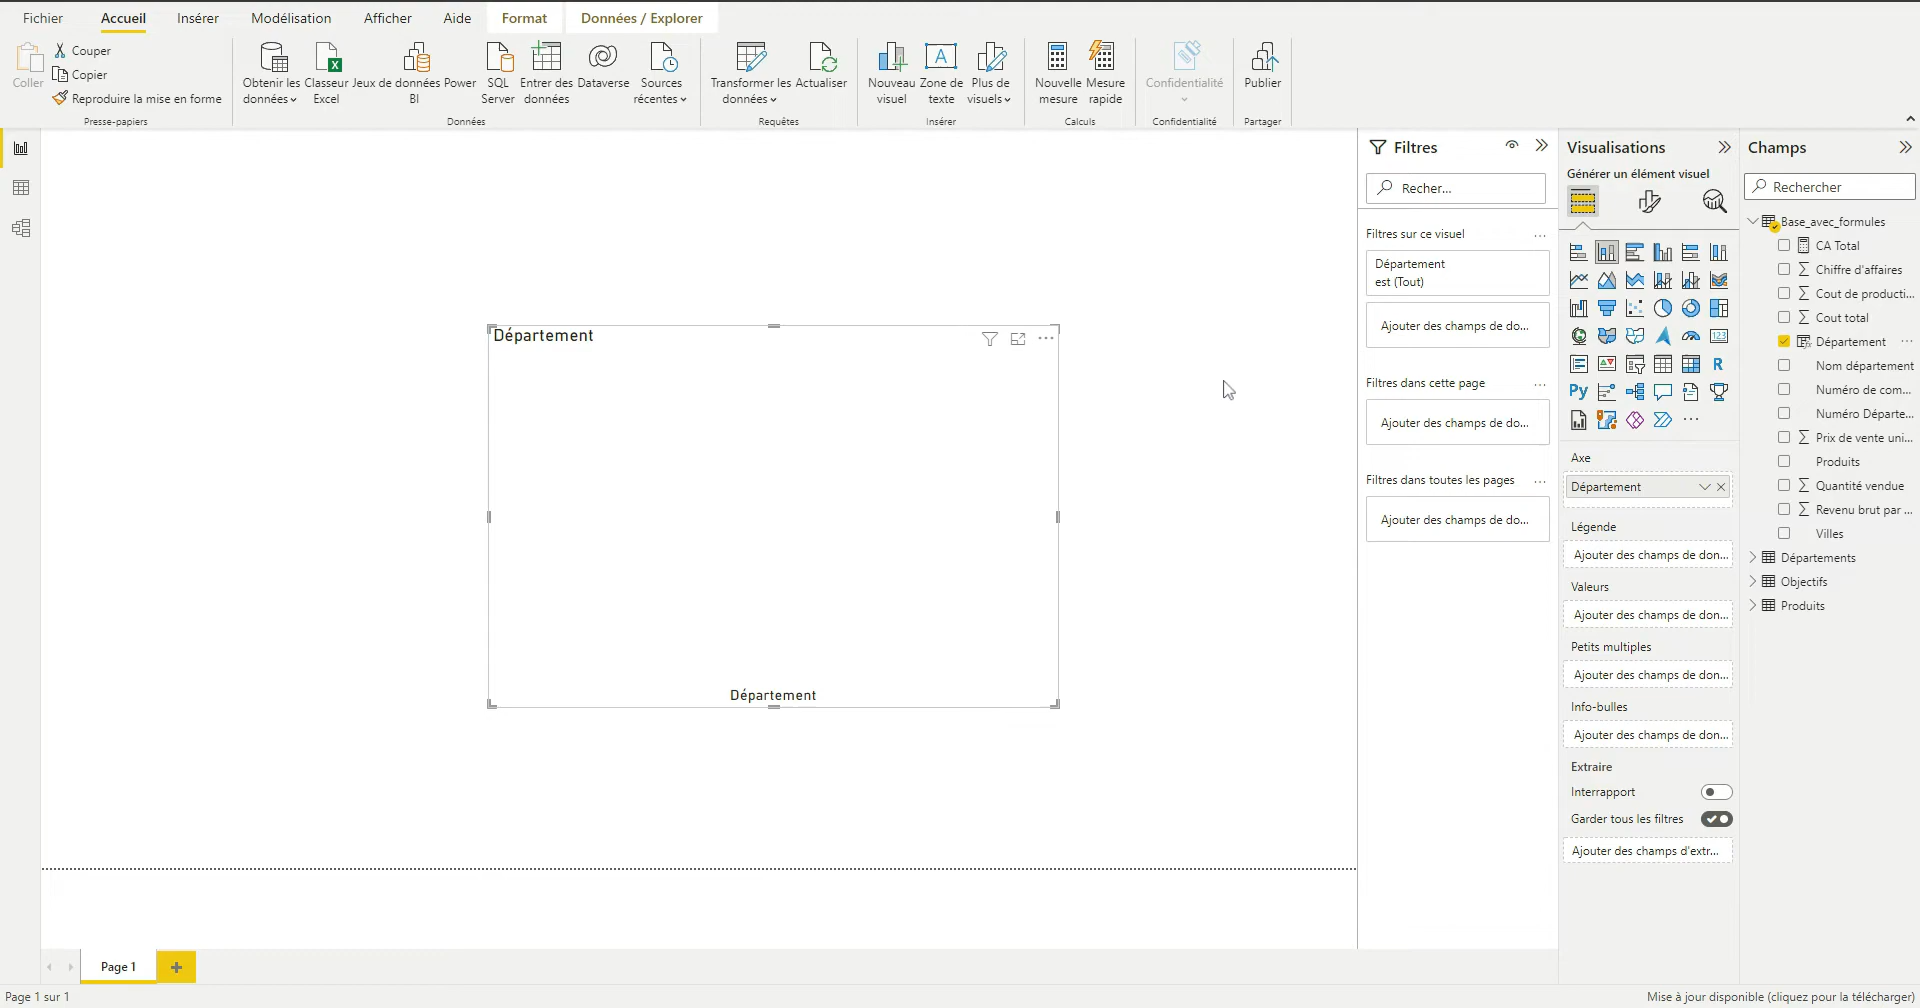 Fichier
Accueil
Insérer
Modélisation
Afficher
Aide
Format
Données / Explorer
Coller
Couper
Copier
Reproduire la mise en forme
Presse-papiers
Obtenir les données
Classeur Excel
Jeux de données Power BI
SQL Server
Entrer des données
Dataverse
Sources récentes
Données
Transformer les données
Actualiser
Requêtes
Nouveau visuel
Zone de texte
Plus de visuels
Insérer
Nouvelle mesure
Mesure rapide
Calculs
Confidentialité
Confidentialité
Publier
Partager
Département
Département
Filtres
Recher...
Filtres sur ce visuel
...
Département
est (Tout)
Ajouter des champs de do...
Filtres dans cette page
...
Ajouter des champs de do...
Filtres dans toutes les pages
...
Ajouter des champs de do...
Visualisations
Générer un élément visuel
123
R
Py
...
Axe
Département
Légende
Ajouter des champs de don...
Valeurs
Ajouter des champs de don...
Petits multiples
Ajouter des champs de don...
Info-bulles
Ajouter des champs de don...
Extraire
Interrapport
Garder tous les filtres
Ajouter des champs d'extr...
Champs
Rechercher
Base_avec_formules
CA Total
Chiffre d'affaires
Cout de producti...
Cout total
Département
...
Nom département
Numéro de com...
Numéro Départe...
Prix de vente uni...
Produits
Quantité vendue
Revenu brut par ...
Villes
Départements
Objectifs
Produits
Page 1
Page 1 sur 1
Mise à jour disponible (cliquez pour la télécharger)